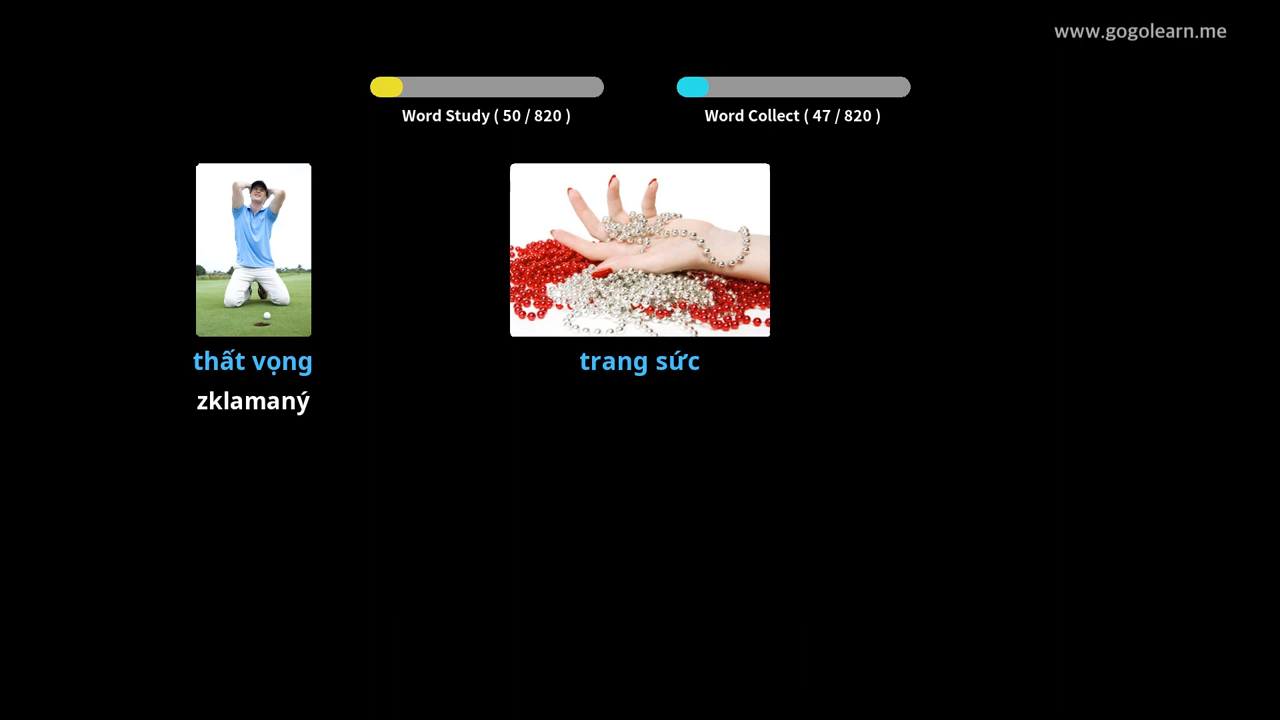 www.gogolearn.me
Word Study ( 50 / 820 )
Word Collect ( 47 / 820 )
thất vọng
trang sức
zklamaný